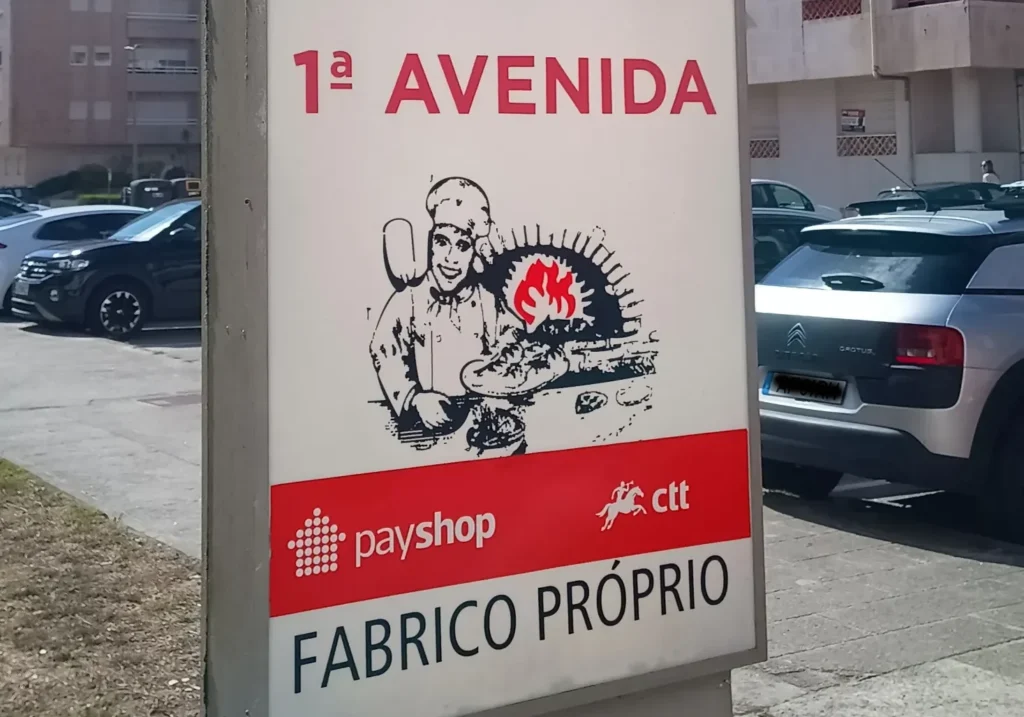 1ª AVENIDA
payshop
ctt
FABRICO PRÓPRIO